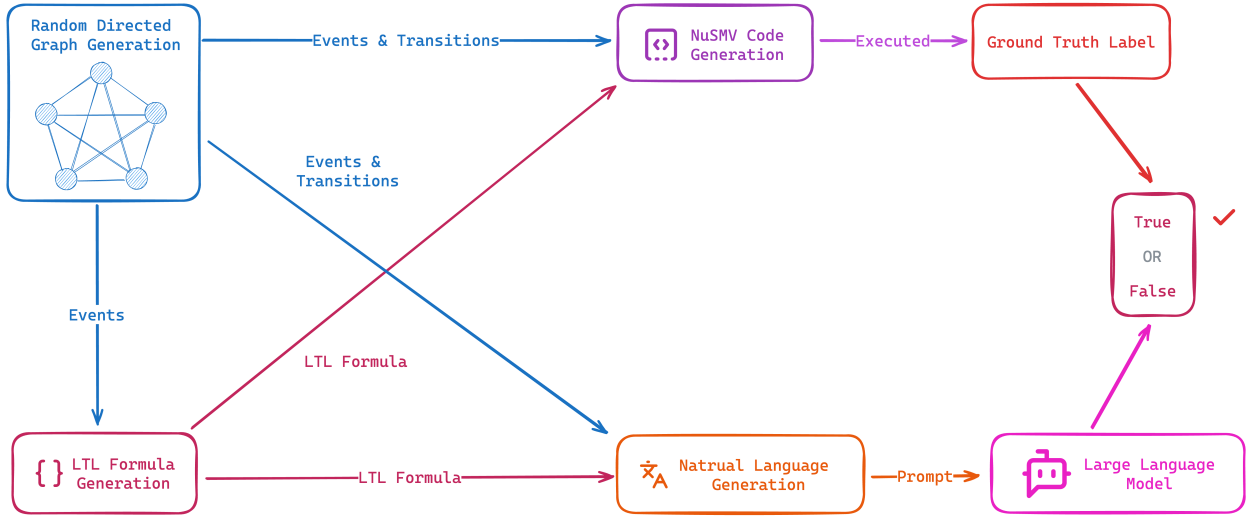 Random Directed
Graph Generation
Events & Transitions
NuSMV Code
Generation
Executed
Ground Truth Label
Events &
Transitions
True
OR
False
Events
LTL Formula
{} LTL Formula
Generation
LTL Formula
Natrual Language
Generation
Prompt
Large Language
Model